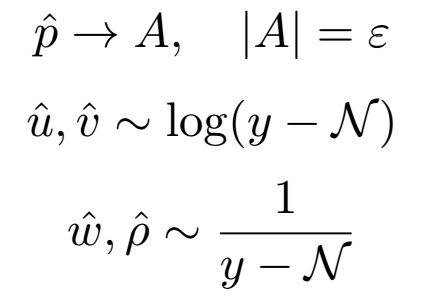 p̂ → A, |A| = ε
û, v̂ ∼ log(y − 𝒩)
ŵ, ρ̂ ∼ 1/(y − 𝒩)